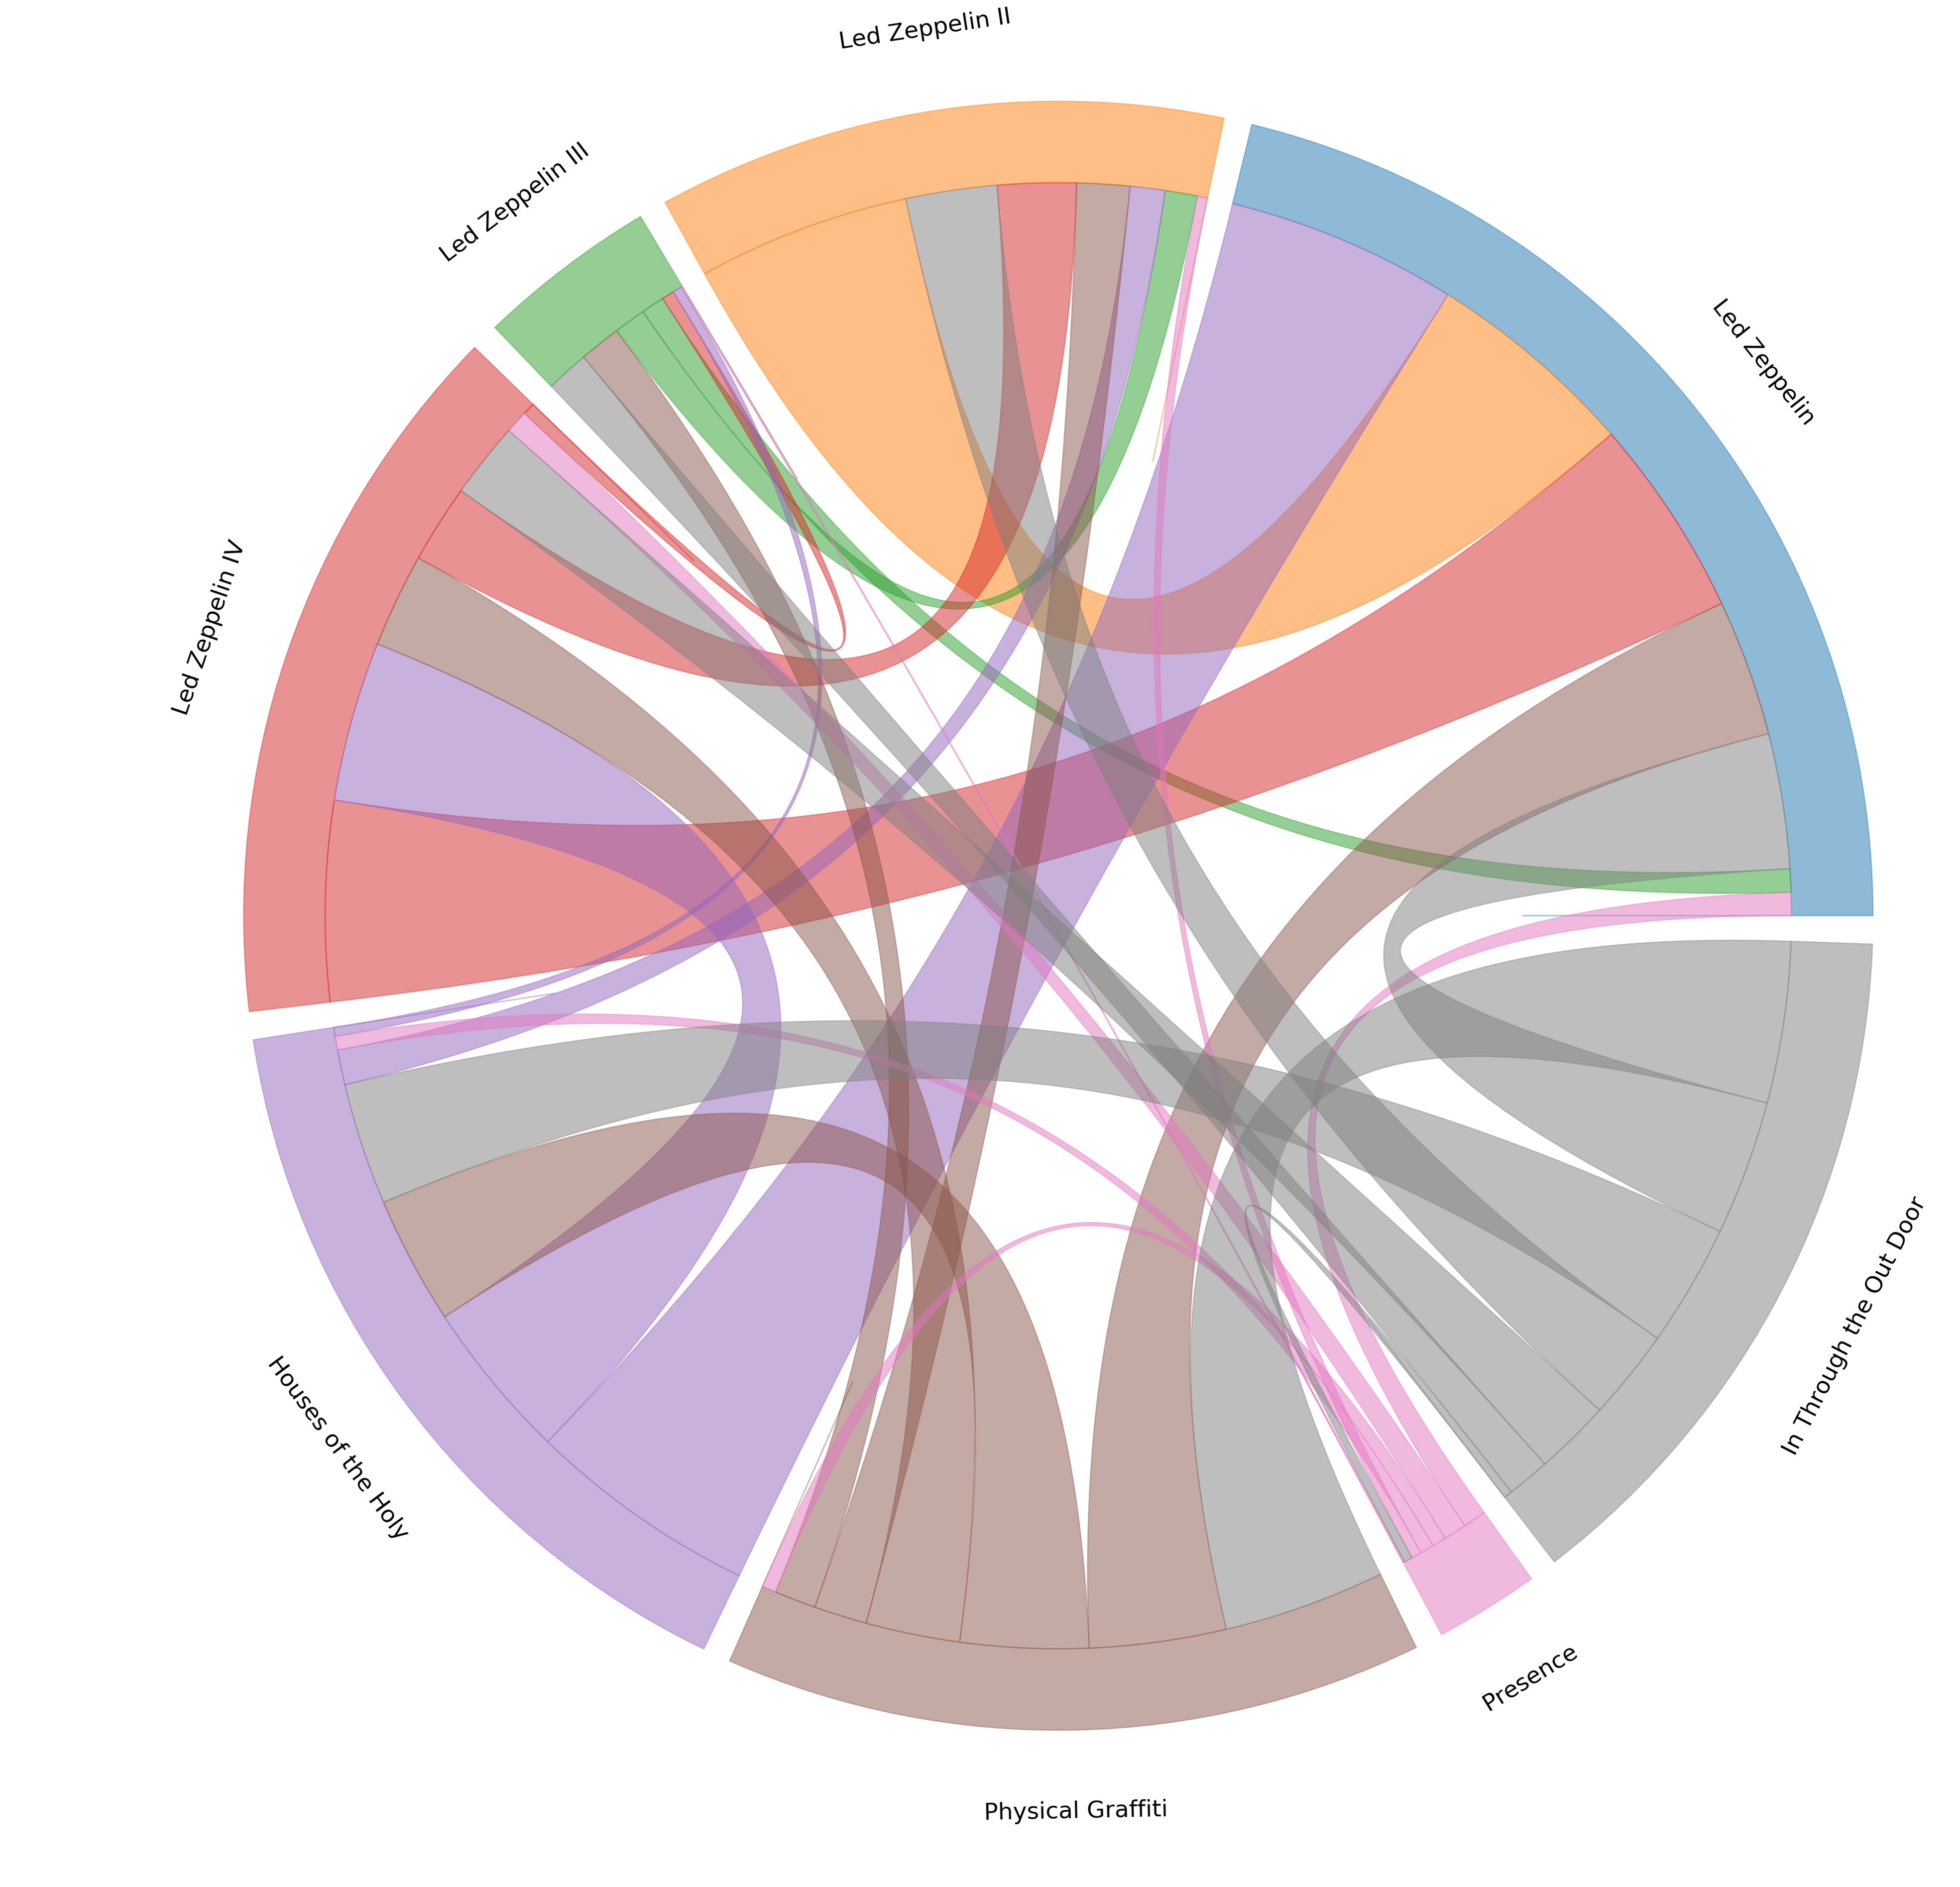 Led Zeppelin II
Led Zeppelin III
Led Zeppelin
Led Zeppelin IV
In Through the Out Door
Houses of the Holy
Presence
Physical Graffiti